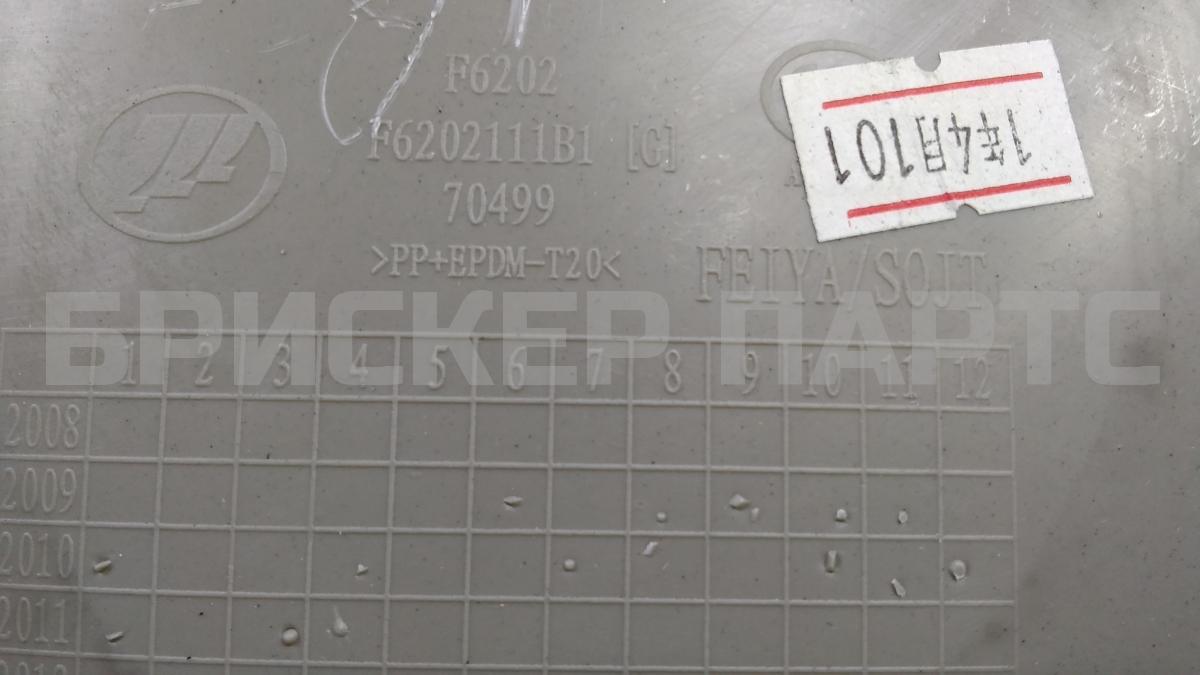 F6202
F6202111B1 [G]
70499
>PP+EPDM-T20<
1年4月101
FEIYA/SOJT
БРИСКЕР ПАРТС
1 2 3 4 5 6 7 8 9 10 11 12
2008
2009
2010
2011